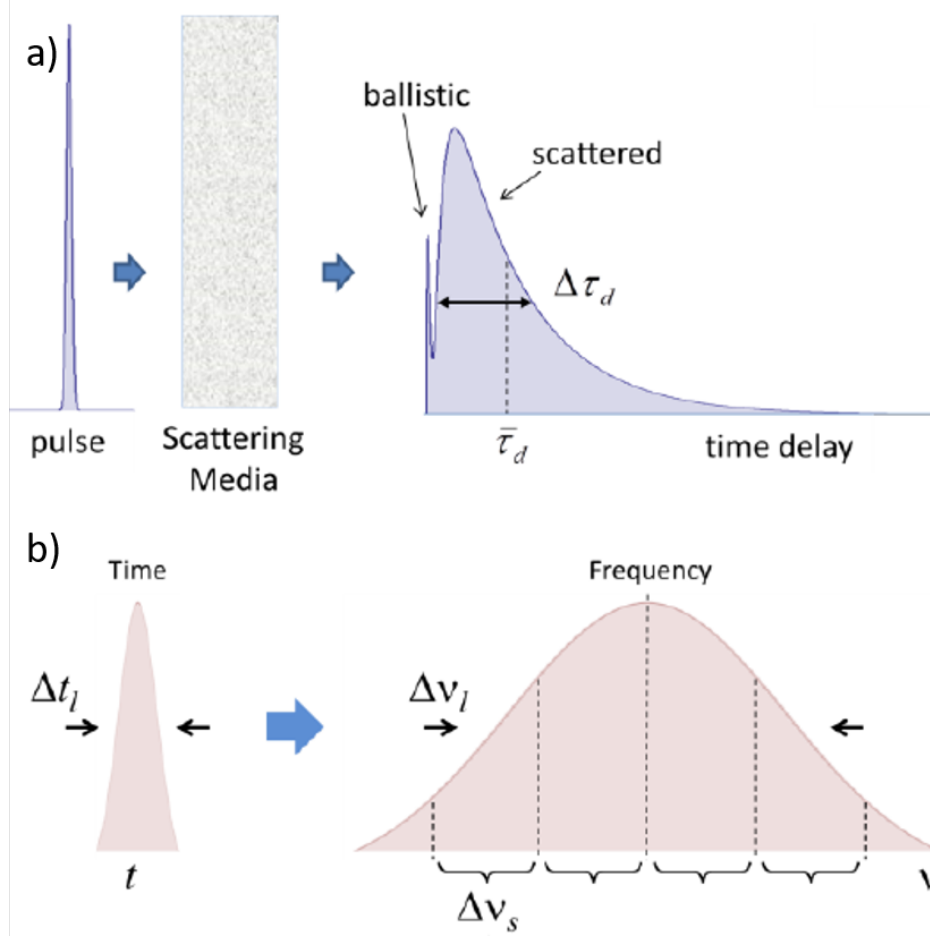 a)
ballistic
scattered
Δτ_d
pulse
Scattering
Media
τ̄_d
time delay
b)
Time
Frequency
Δt_l
Δν_l
t
ν
Δν_s